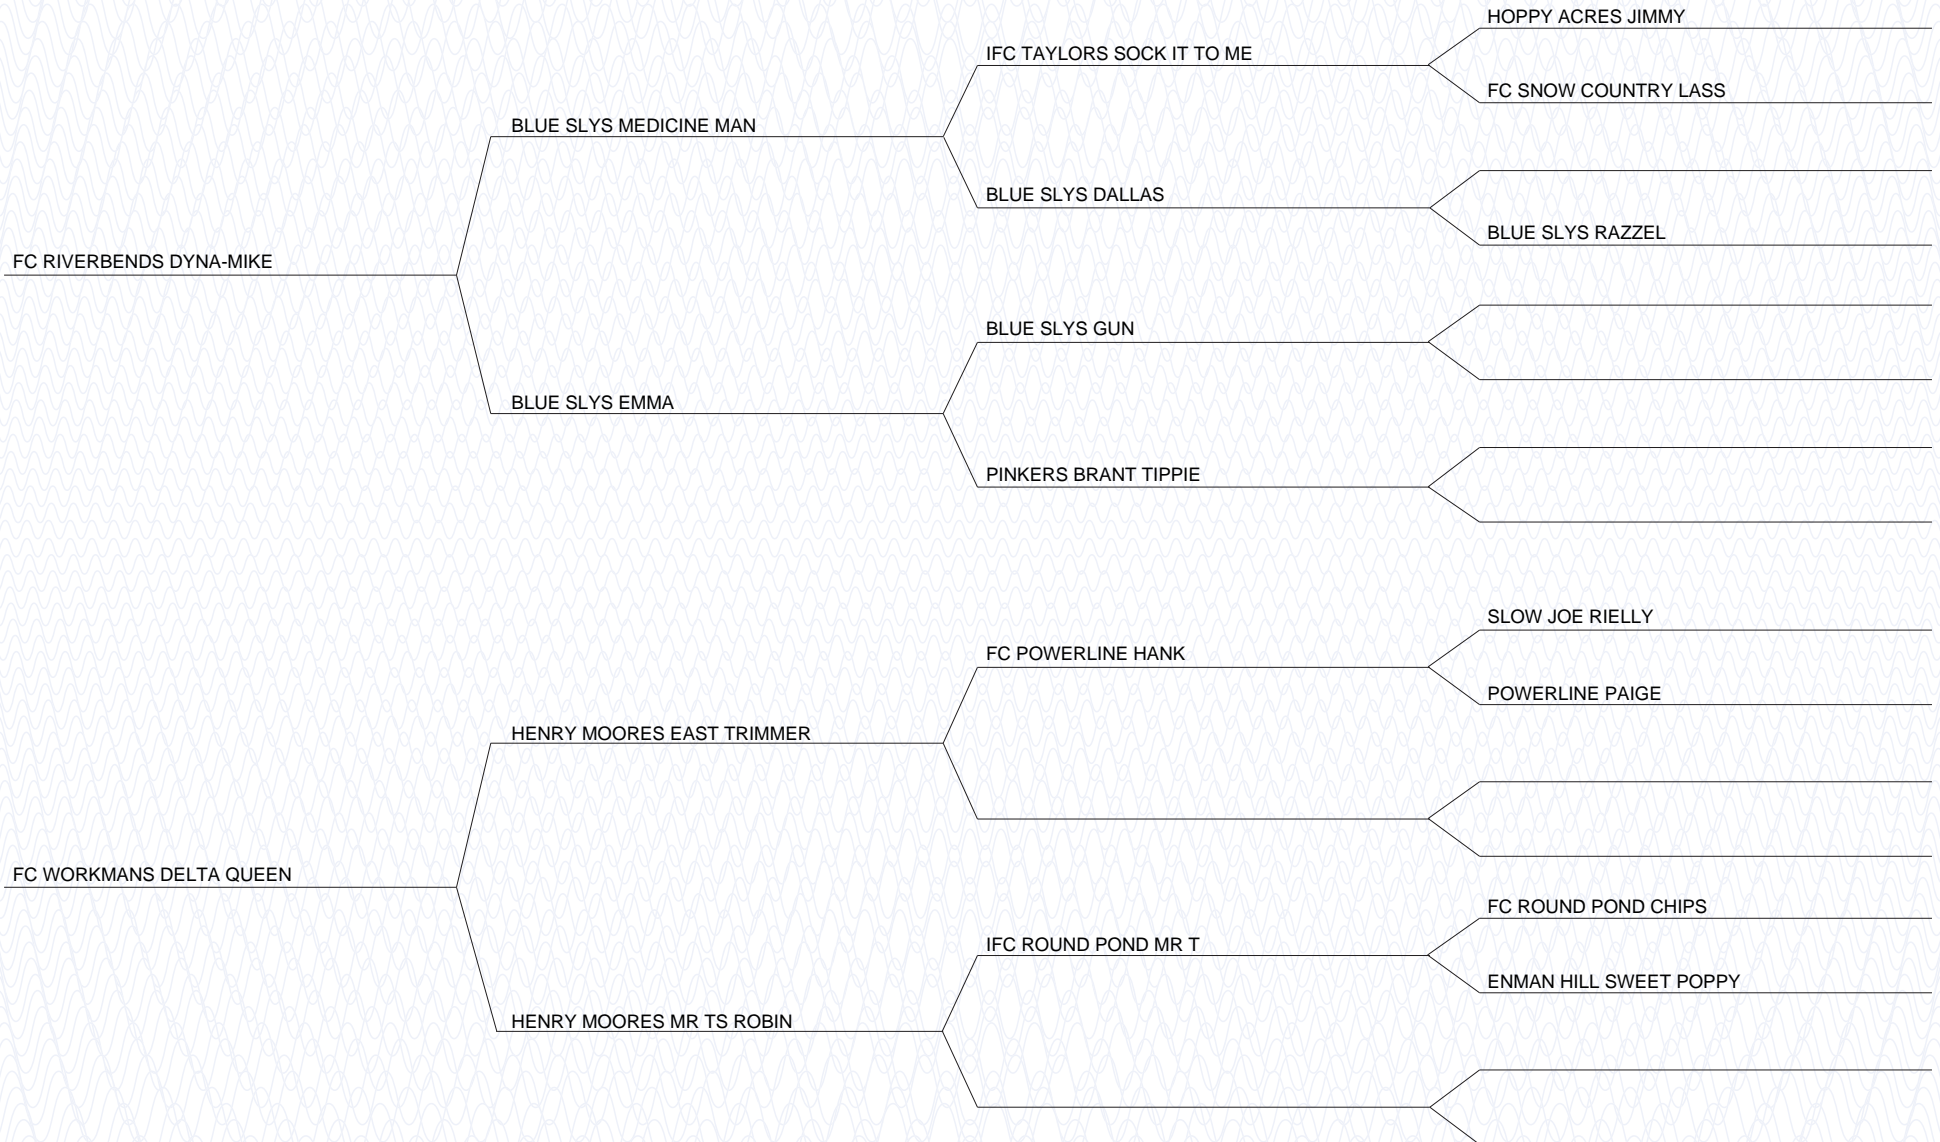 HOPPY ACRES JIMMY
IFC TAYLORS SOCK IT TO ME
FC SNOW COUNTRY LASS
BLUE SLYS MEDICINE MAN
BLUE SLYS DALLAS
BLUE SLYS RAZZEL
FC RIVERBENDS DYNA-MIKE
BLUE SLYS GUN
BLUE SLYS EMMA
PINKERS BRANT TIPPIE
SLOW JOE RIELLY
FC POWERLINE HANK
POWERLINE PAIGE
HENRY MOORES EAST TRIMMER
FC WORKMANS DELTA QUEEN
FC ROUND POND CHIPS
IFC ROUND POND MR T
ENMAN HILL SWEET POPPY
HENRY MOORES MR TS ROBIN